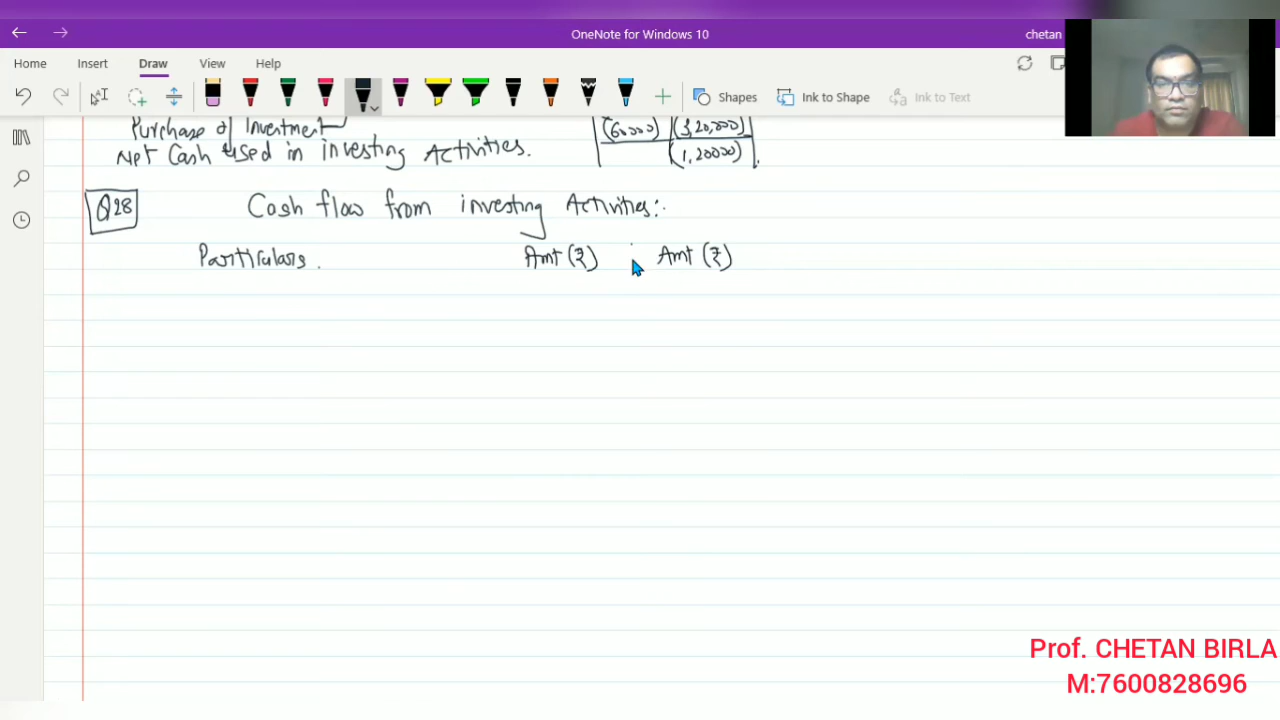 OneNote for Windows 10
chetan
Home Insert Draw View Help
Shapes Ink to Shape Ink to Text
Purchase of Investment (60000) (3,20,000)
Net Cash used in investing Activities. (1,20000)
Q28 Cash flow from investing Activities:
Particulars. Amt (₹) Amt (₹)
Prof. CHETAN BIRLA
M:7600828696